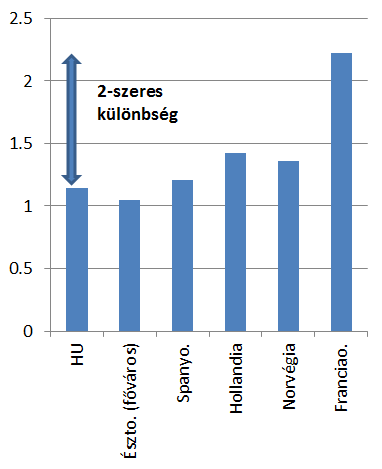 2.5
2
1.5
1
0.5
0
2-szeres
különbség
HU
Észto. (főváros)
Spanyo.
Hollandia
Norvégia
Franciao.